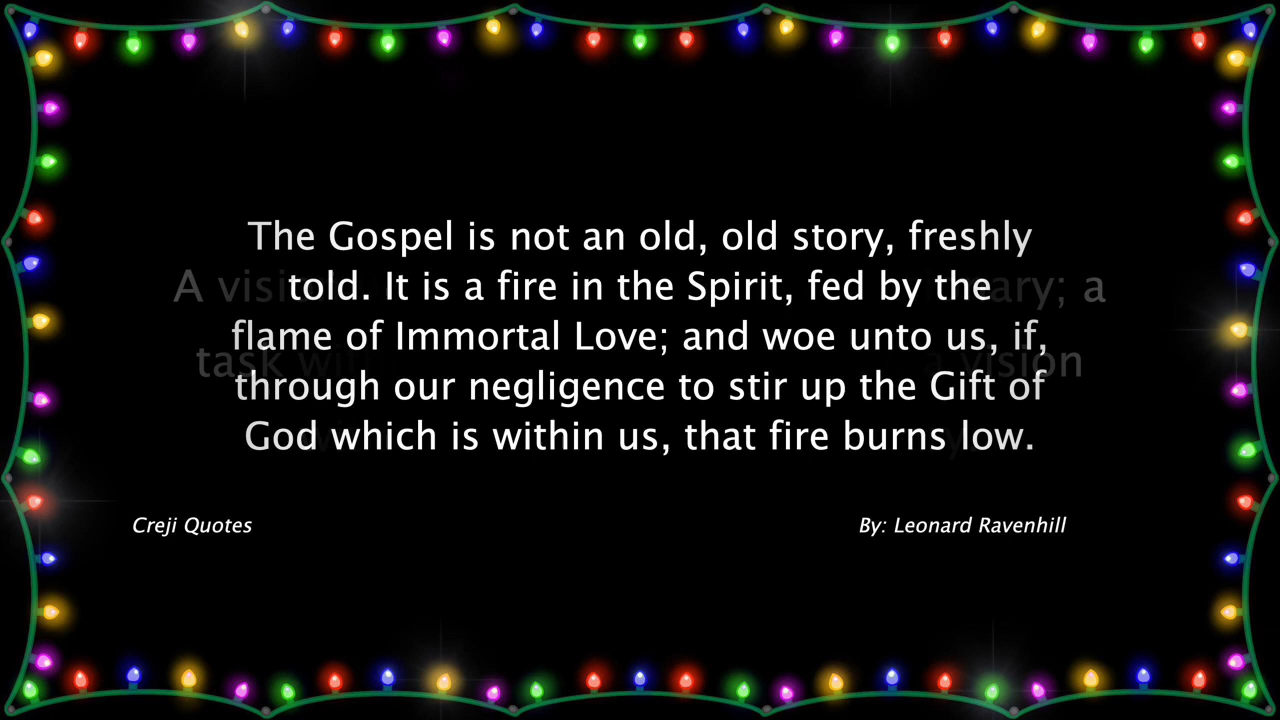 The Gospel is not an old, old story, freshly
told. It is a fire in the Spirit, fed by the
flame of Immortal Love; and woe unto us, if,
through our negligence to stir up the Gift of
God which is within us, that fire burns low.
A
a
task
a vision
Creji Quotes
By: Leonard Ravenhill